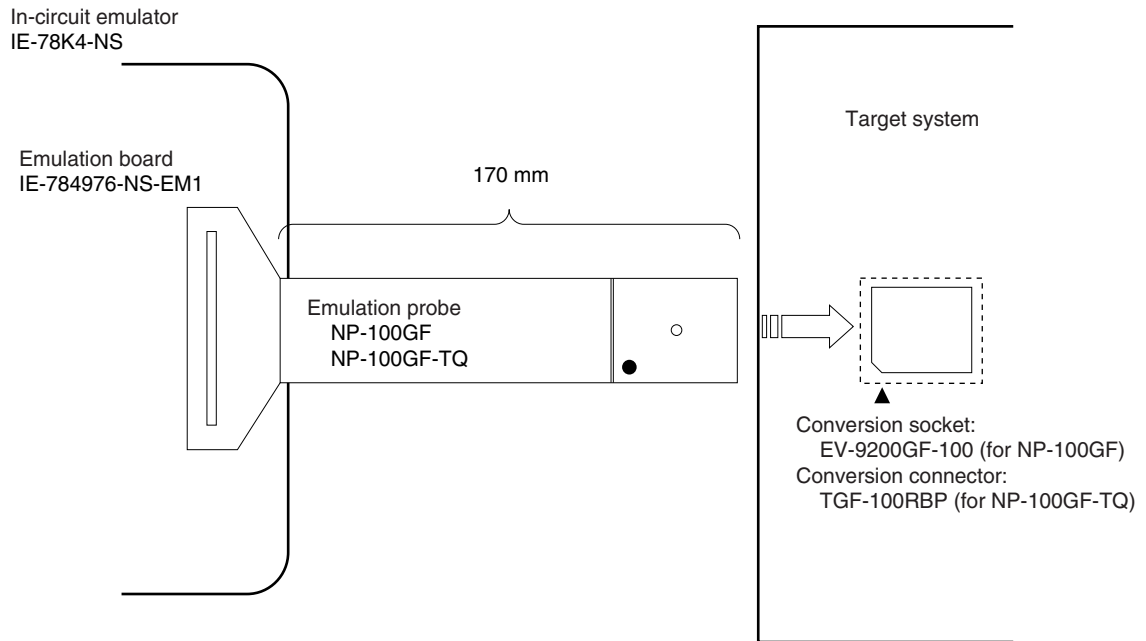 In-circuit emulator
IE-78K4-NS
Emulation board
IE-784976-NS-EM1
170 mm
Target system
Emulation probe
NP-100GF
NP-100GF-TQ
Conversion socket:
EV-9200GF-100 (for NP-100GF)
Conversion connector:
TGF-100RBP (for NP-100GF-TQ)